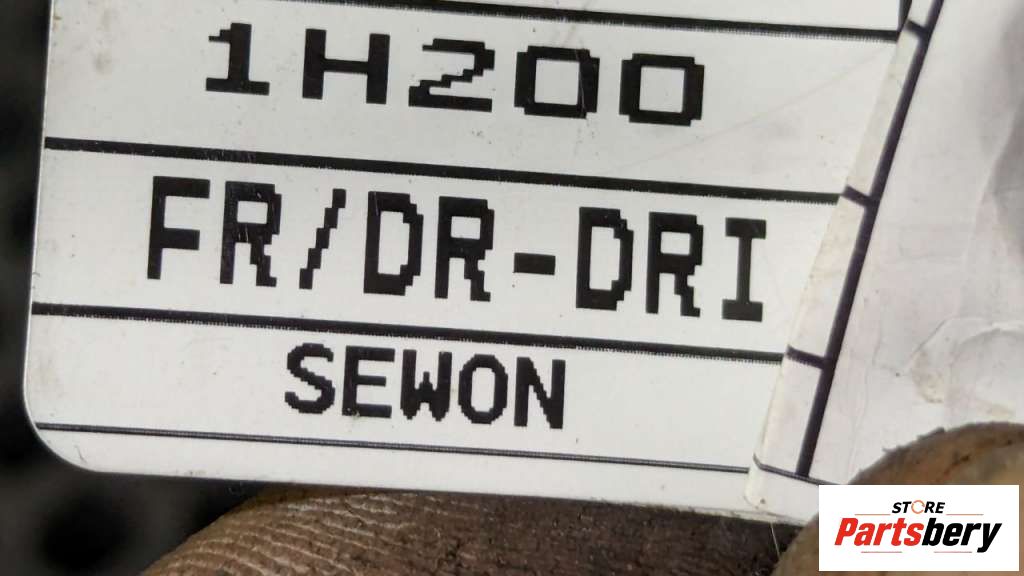 1H200
FR/DR-DRI
SEWON
STORE
Partsbery